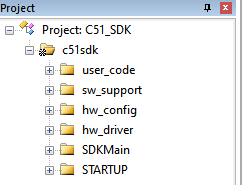 Project
Project: C51_SDK
c51sdk
user_code
sw_support
hw_config
hw_driver
SDKMain
STARTUP